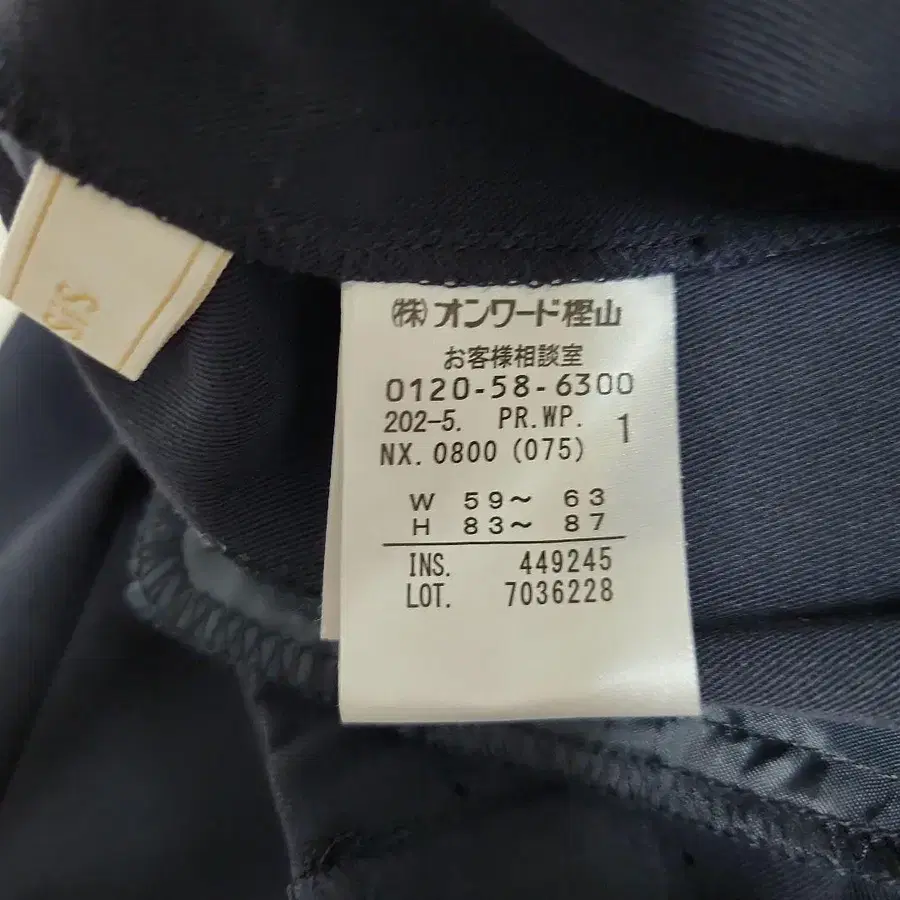 ㈱オンワード樫山
お客様相談室
0120-58-6300
202-5. PR.WP. 1
NX. 0800 (075)
W 59〜 63
H 83〜 87
INS. 449245
LOT. 7036228